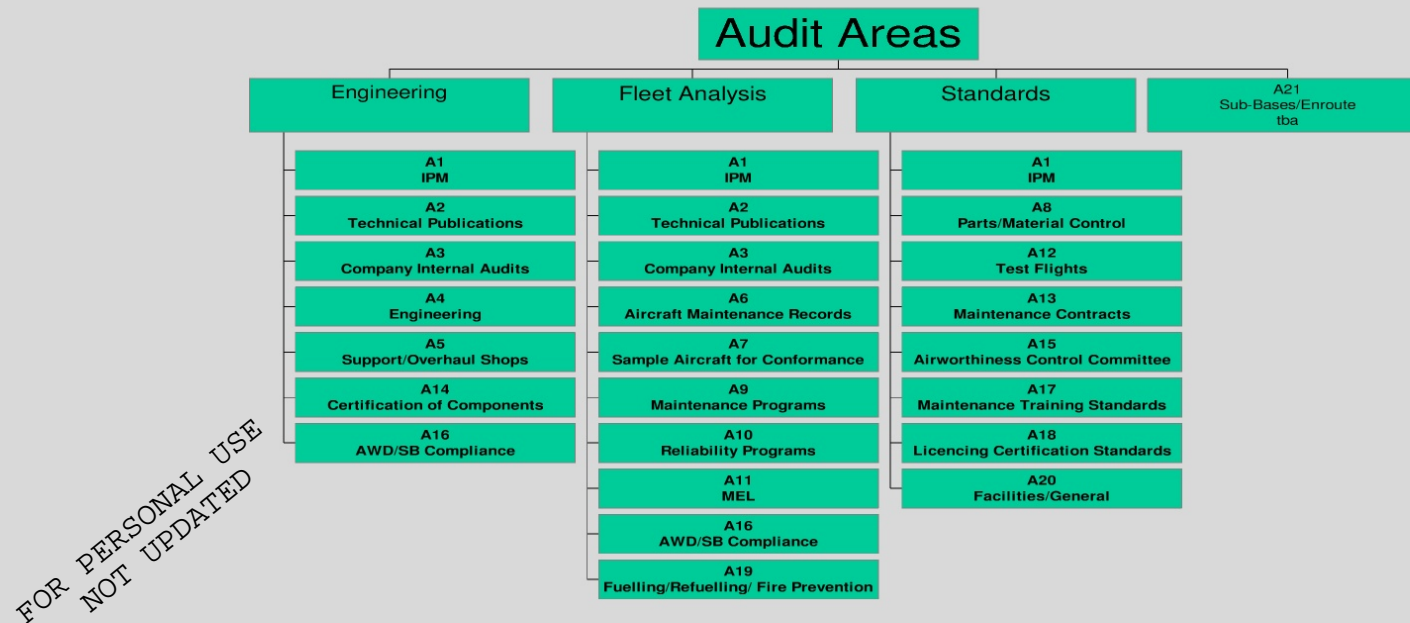 Audit Areas
Engineering
Fleet Analysis
Standards
A21
Sub-Bases/Enroute
tba
A1
IPM
A2
Technical Publications
A3
Company Internal Audits
A4
Engineering
A5
Support/Overhaul Shops
A14
Certification of Components
A16
AWD/SB Compliance
A1
IPM
A2
Technical Publications
A3
Company Internal Audits
A6
Aircraft Maintenance Records
A7
Sample Aircraft for Conformance
A9
Maintenance Programs
A10
Reliability Programs
A11
MEL
A16
AWD/SB Compliance
A19
Fuelling/Refuelling/ Fire Prevention
A1
IPM
A8
Parts/Material Control
A12
Test Flights
A13
Maintenance Contracts
A15
Airworthiness Control Committee
A17
Maintenance Training Standards
A18
Licencing Certification Standards
A20
Facilities/General
FOR PERSONAL USE
NOT UPDATED